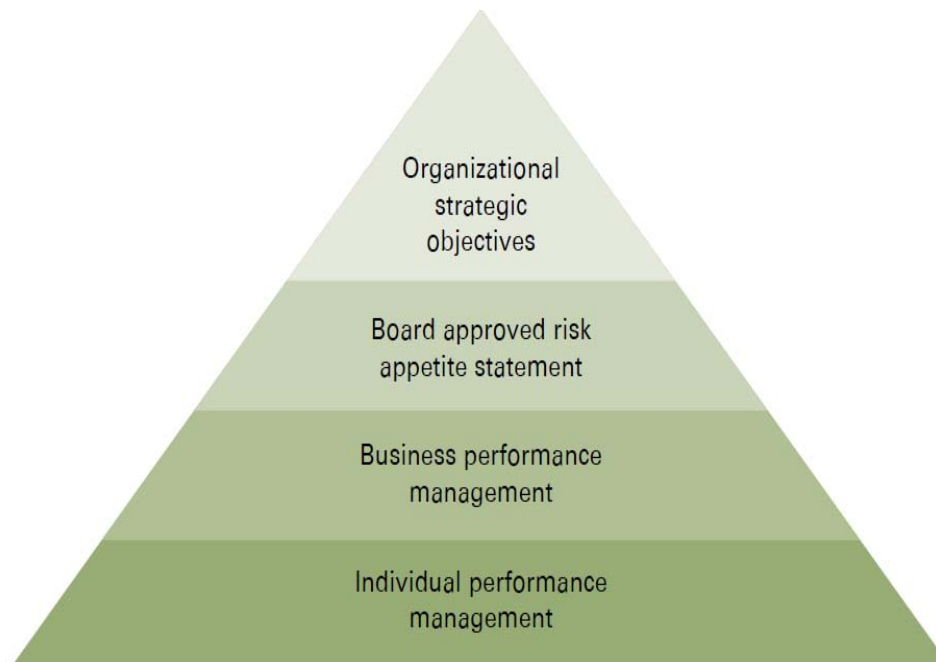 Organizational
strategic
objectives
Board approved risk
appetite statement
Business performance
management
Individual performance
management